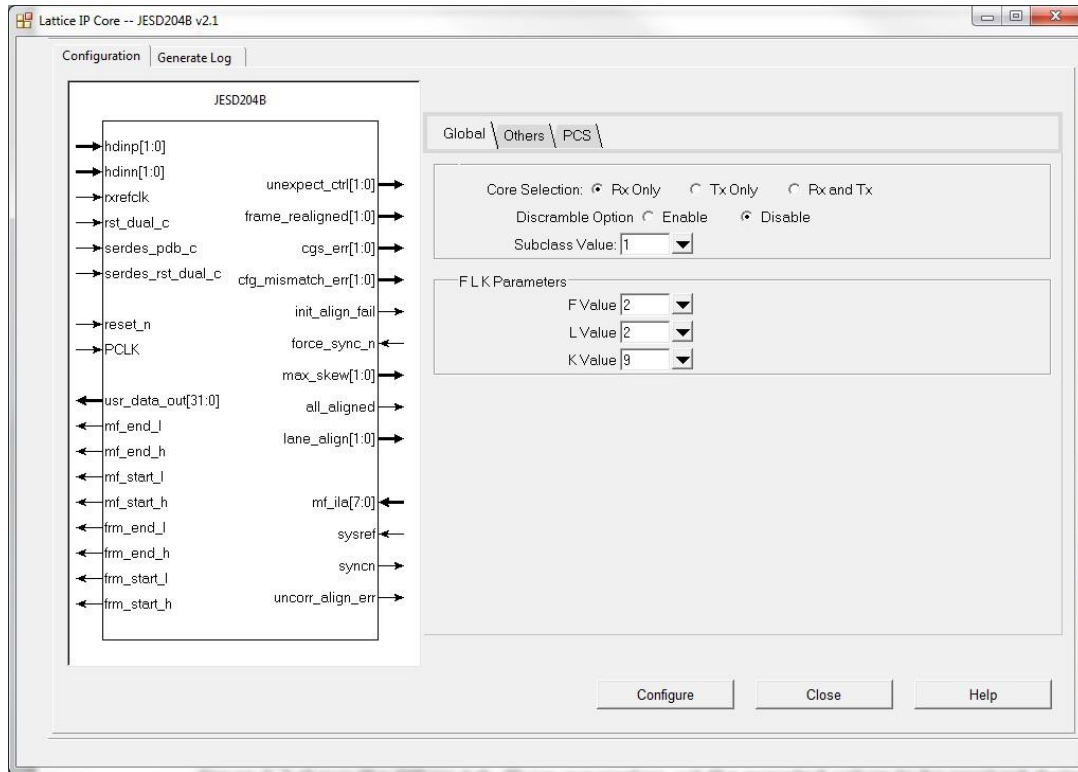 Lattice IP Core -- JESD204B v2.1
Configuration
Generate Log
JESD204B
hdinp[1:0]
hdinn[1:0]
rxrefclk
rst_dual_c
serdes_pdb_c
serdes_rst_dual_c
reset_n
PCLK
usr_data_out[31:0]
mf_end_l
mf_end_h
mf_start_l
mf_start_h
frm_end_l
frm_end_h
frm_start_l
frm_start_h
unexpect_ctrl[1:0]
frame_realigned[1:0]
cgs_err[1:0]
cfg_mismatch_err[1:0]
init_align_fail
force_sync_n
max_skew[1:0]
all_aligned
lane_align[1:0]
mf_ila[7:0]
sysref
syncn
uncorr_align_err
Global
Others
PCS
Core Selection: Rx Only Tx Only Rx and Tx
Discramble Option Enable Disable
Subclass Value: 1
F L K Parameters
F Value 2
L Value 2
K Value 9
Configure
Close
Help